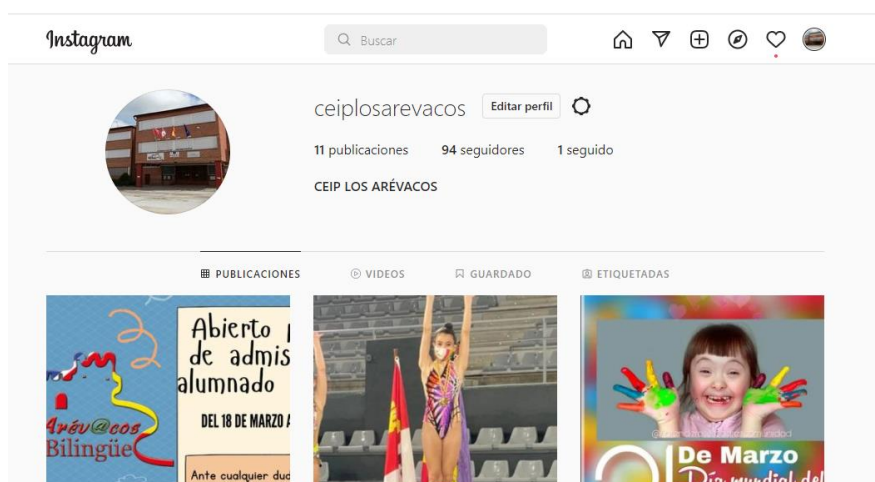 Instagram
Buscar
ceiplosarevacos Editar perfil
11 publicaciones 94 seguidores 1 seguido
CEIP LOS ARÉVACOS
PUBLICACIONES VIDEOS GUARDADO ETIQUETADAS
Abierto
de admis
alumnado
DEL 18 DE MARZO A
Ante cualquier dud
Arév@cos
Bilingüe
De Marzo
Día mundial del